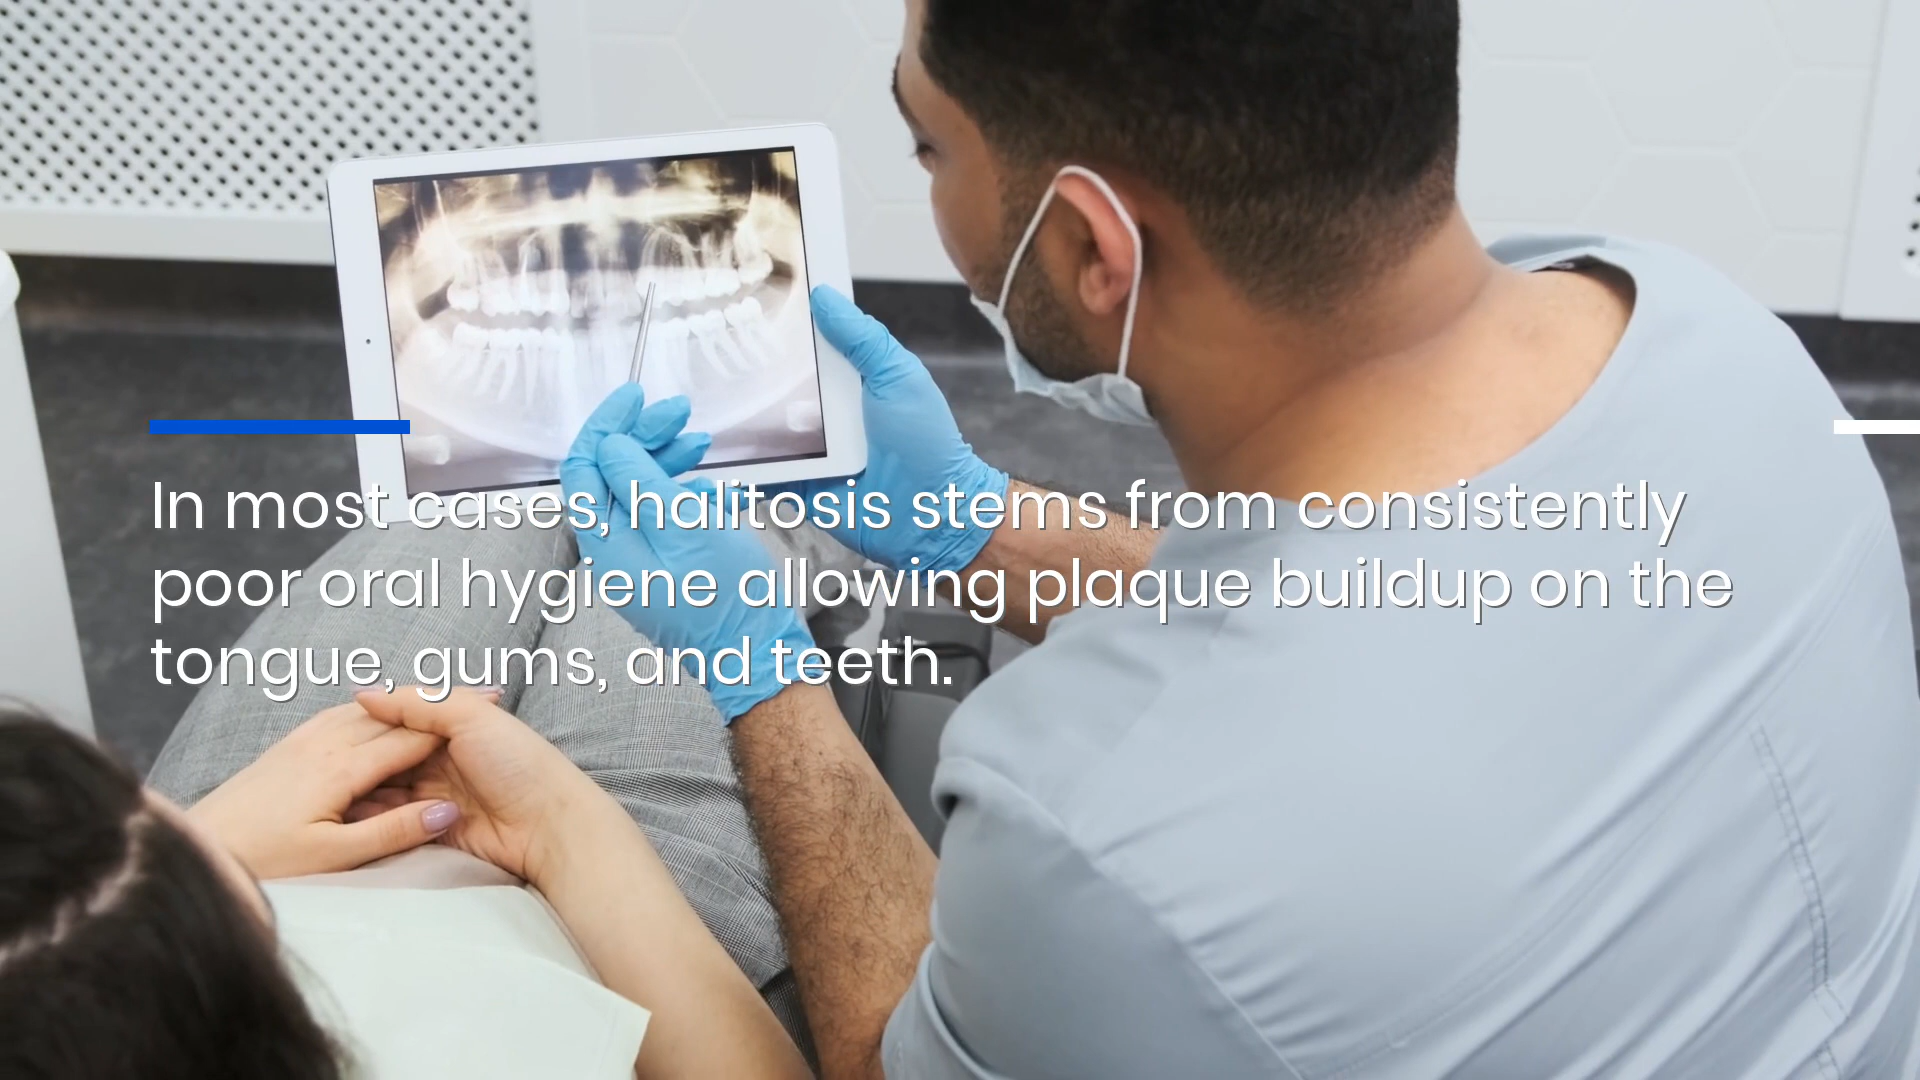 In most cases, halitosis stems from consistently
poor oral hygiene allowing plaque buildup on the
tongue, gums, and teeth.